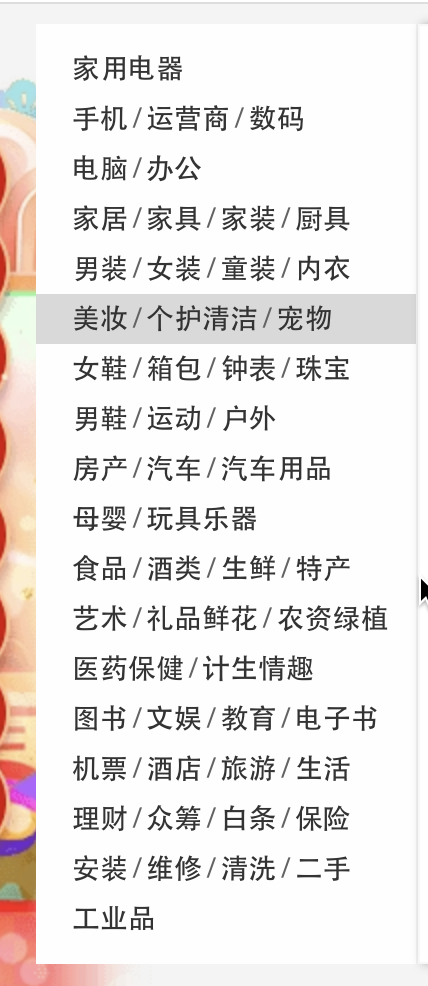 家用电器
手机/运营商/数码
电脑/办公
家居/家具/家装/厨具
男装/女装/童装/内衣
美妆/个护清洁/宠物
女鞋/箱包/钟表/珠宝
男鞋/运动/户外
房产/汽车/汽车用品
母婴/玩具乐器
食品/酒类/生鲜/特产
艺术/礼品鲜花/农资绿植
医药保健/计生情趣
图书/文娱/教育/电子书
机票/酒店/旅游/生活
理财/众筹/白条/保险
安装/维修/清洗/二手
工业品